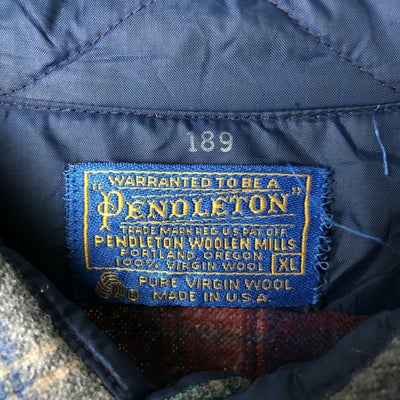 189
WARRANTED TO BE A
"PENDLETON"
TRADE MARK REG. U.S. PAT. OFF.
PENDLETON WOOLEN MILLS
PORTLAND, OREGON
100% VIRGIN WOOL XL
PURE VIRGIN WOOL
MADE IN U.S.A.